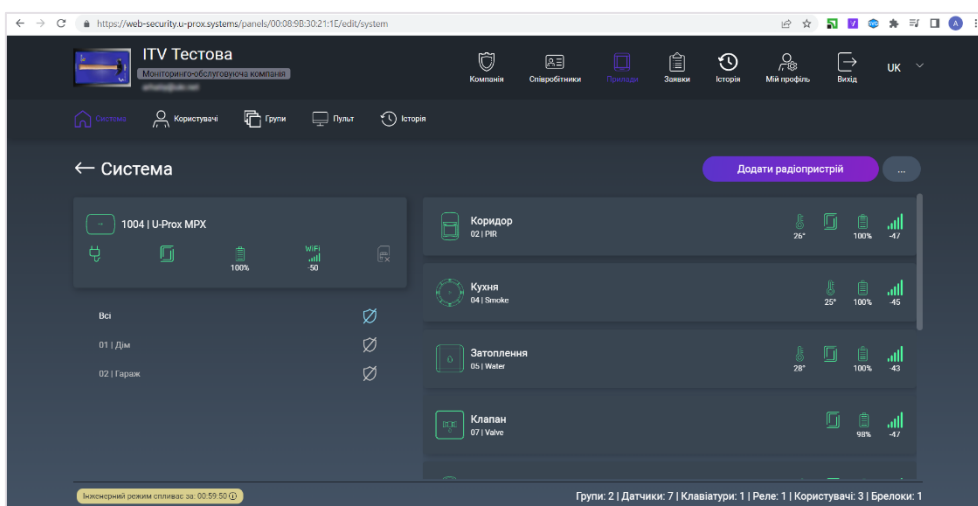 https://web-security.u-prox.systems/panels/00:08:9B:30:21:1E/edit/system
ITV Тестова
Моніторинго-обслуговуюча компанія
Компанія
Співробітники
Прилади
Заявки
Історія
Мій профіль
Вихід
UK
Система
Користувачі
Групи
Пульт
Історія
Система
Додати радіопристрій
...
1004 | U-Prox MPX
100%
WiFi
-50
Всі
01 | Дім
02 | Гараж
Коридор
02 | PIR
26°
100%
-47
Кухня
04 | Smoke
25°
100%
-45
Затоплення
05 | Water
28°
100%
-43
Клапан
07 | Valve
98%
-47
Інженерний режим спливає за: 00:59:50
Групи: 2 | Датчики: 7 | Клавіатури: 1 | Реле: 1 | Користувачі: 3 | Брелоки: 1